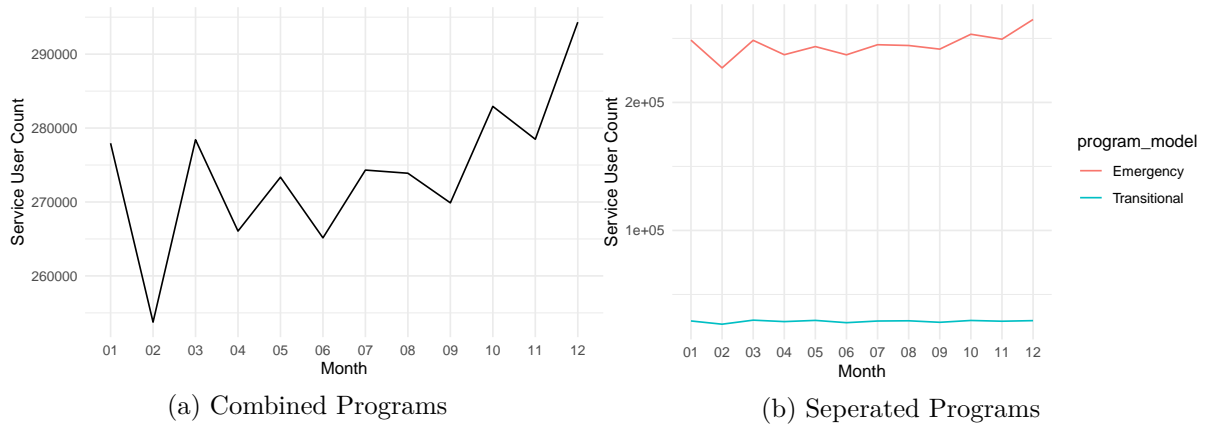 Service User Count
290000
280000
270000
260000
01 02 03 04 05 06 07 08 09 10 11 12
Month
(a) Combined Programs
Service User Count
2e+05
1e+05
01 02 03 04 05 06 07 08 09 10 11 12
Month
program_model
Emergency
Transitional
(b) Seperated Programs